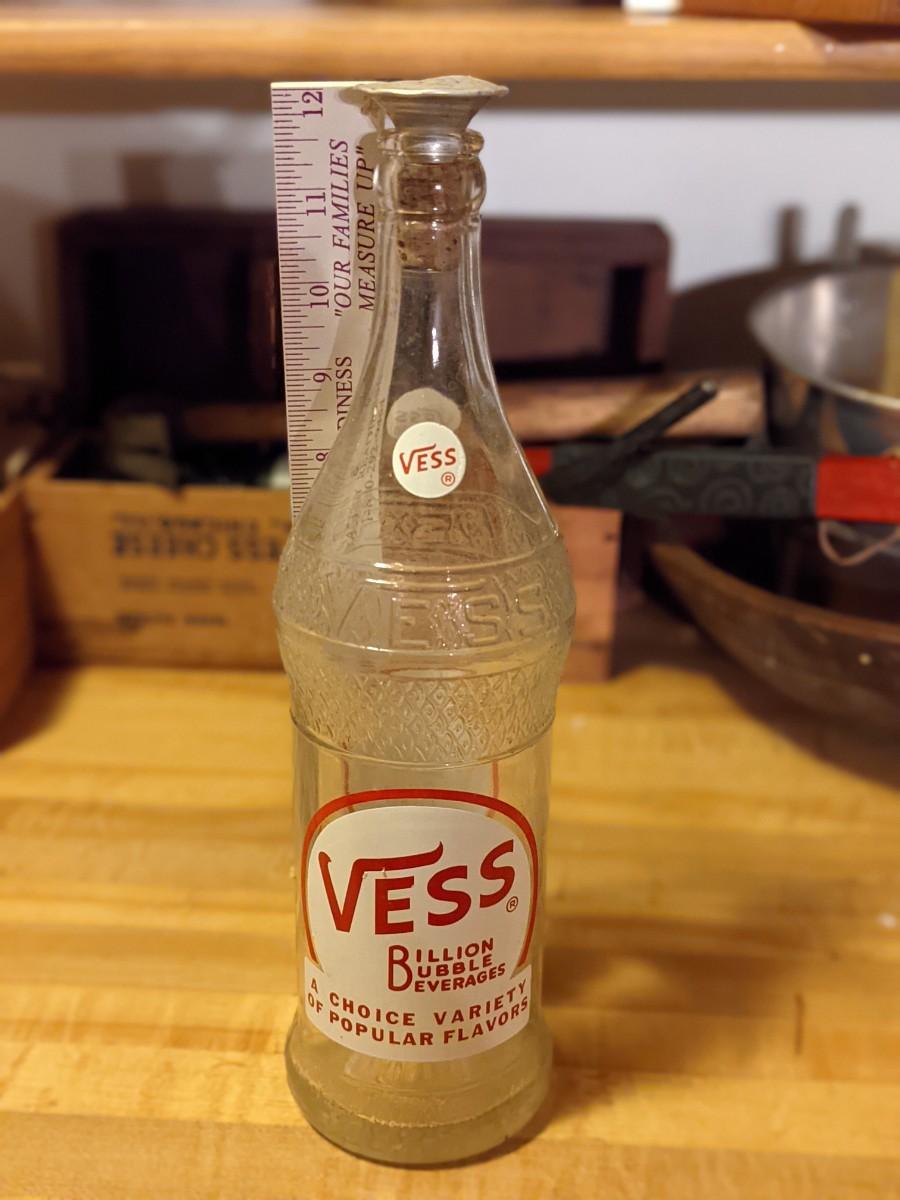 12
11
10
9
8
"OUR FAMILIES
MEASURE UP"
VESS
®
VESS
VESS®
BILLION
BUBBLE
BEVERAGES
A CHOICE VARIETY
OF POPULAR FLAVORS